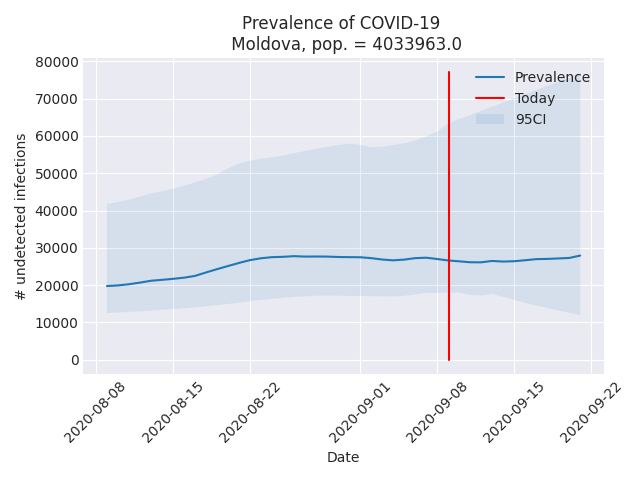 Prevalence of COVID-19
Moldova, pop. = 4033963.0
80000
70000
60000
50000
40000
30000
20000
10000
0
# undetected infections
Prevalence
Today
95CI
2020-08-08
2020-08-15
2020-08-22
2020-09-01
2020-09-08
2020-09-15
2020-09-22
Date